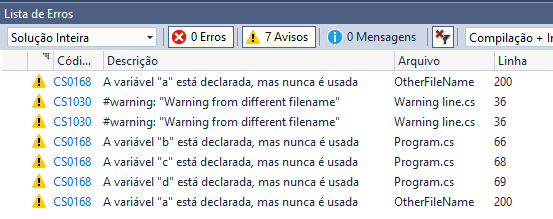 Lista de Erros
Solução Inteira 0 Erros 7 Avisos 0 Mensagens Compilação + I
Códi... Descrição Arquivo Linha
CS0168 A variável "a" está declarada, mas nunca é usada OtherFileName 200
CS1030 #warning: "Warning from different filename" Warning line.cs 36
CS1030 #warning: "Warning from different filename" Warning line.cs 36
CS0168 A variável "b" está declarada, mas nunca é usada Program.cs 66
CS0168 A variável "c" está declarada, mas nunca é usada Program.cs 68
CS0168 A variável "d" está declarada, mas nunca é usada Program.cs 69
CS0168 A variável "a" está declarada, mas nunca é usada OtherFileName 200